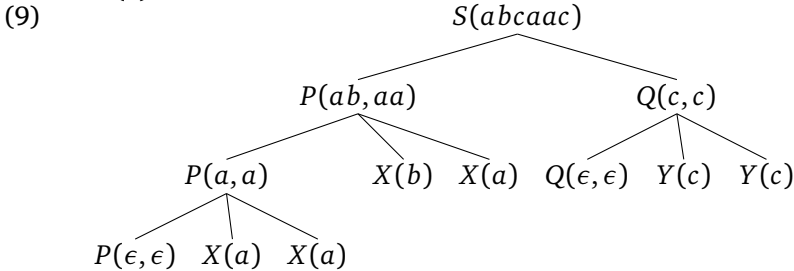 (9) S(abcaac)
P(ab, aa) Q(c, c)
P(a, a) X(b) X(a) Q(ϵ, ϵ) Y(c) Y(c)
P(ϵ, ϵ) X(a) X(a)